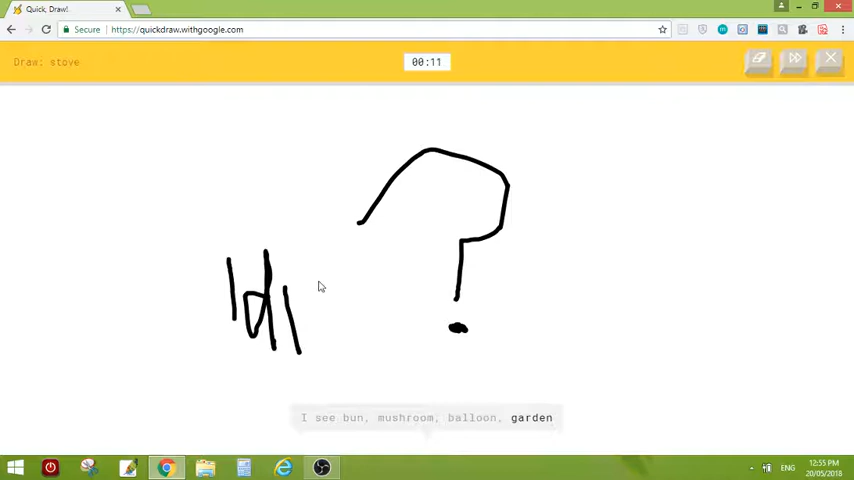 Quick, Draw!
Secure | https://quickdraw.withgoogle.com
Draw: stove
00:11
?
I see bun, mushroom, balloon, garden
ENG
12:55 PM
20/05/2018